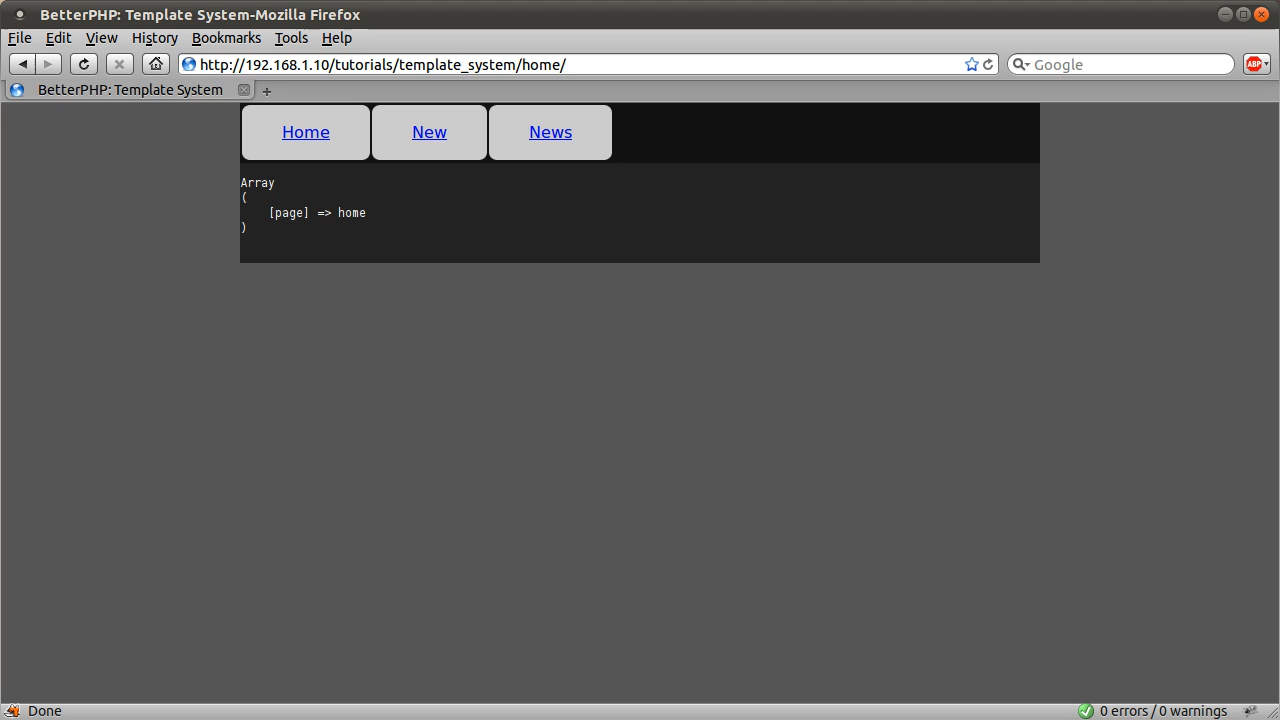 BetterPHP: Template System-Mozilla Firefox
File Edit View History Bookmarks Tools Help
http://192.168.1.10/tutorials/template_system/home/ Google ABP
BetterPHP: Template System
Home New News
Array
(
[page] => home
)
Done 0 errors / 0 warnings